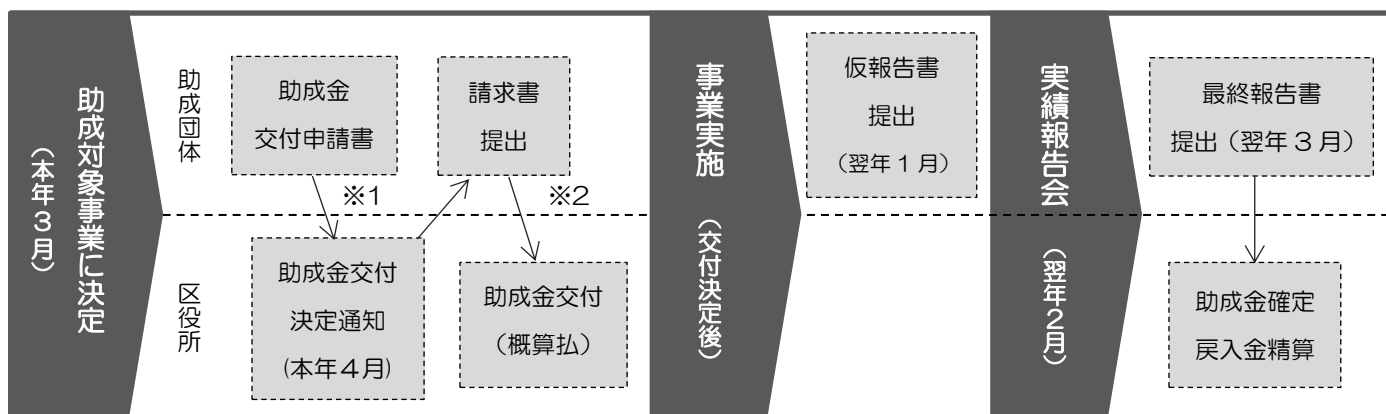 助成対象事業に決定
（本年３月）
助成団体
助成金
交付申請書
請求書
提出
※1
※2
区役所
助成金交付
決定通知
(本年４月)
助成金交付
（概算払）
事業実施
（交付決定後）
仮報告書
提出
（翌年１月）
実績報告会
（翌年２月）
最終報告書
提出（翌年３月）
助成金確定
戻入金精算